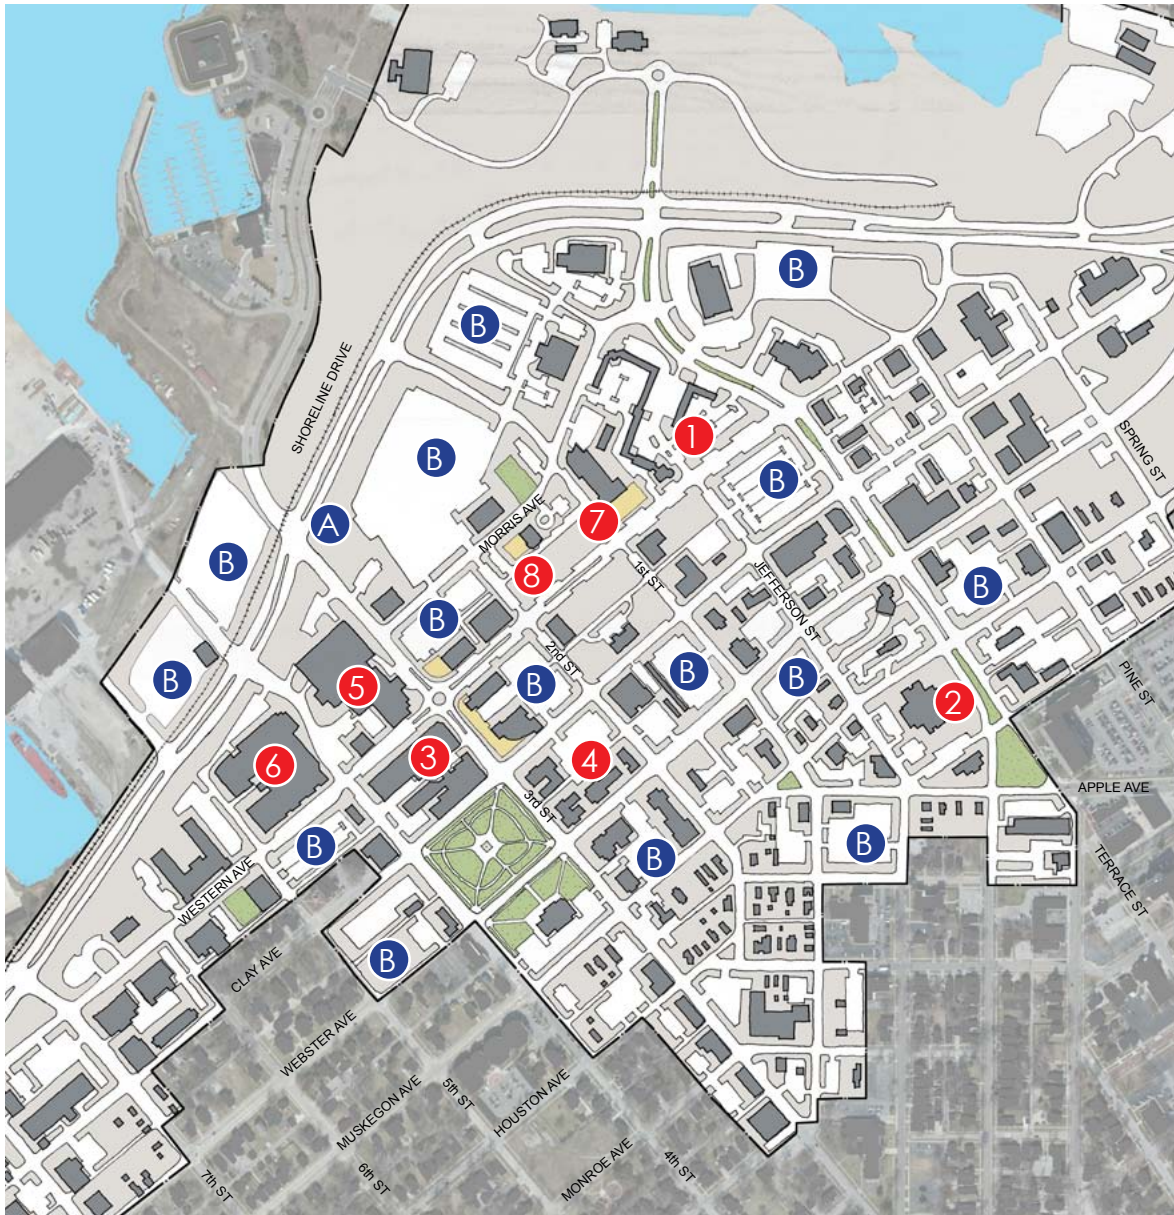 B
B
SHORELINE DRIVE
1
SPRING ST
B
B
A
MORRIS AVE
7
B
8
1st ST
JEFFERSON ST
B
B
2nd ST
B
B
B
B
PINE ST
5
2
3
4
6
APPLE AVE
3rd ST
B
B
B
TERRACE ST
WESTERN AVE
B
CLAY AVE
WEBSTER AVE
MUSKEGON AVE
5th ST
HOUSTON AVE
7th ST
6th ST
MONROE AVE
4th ST